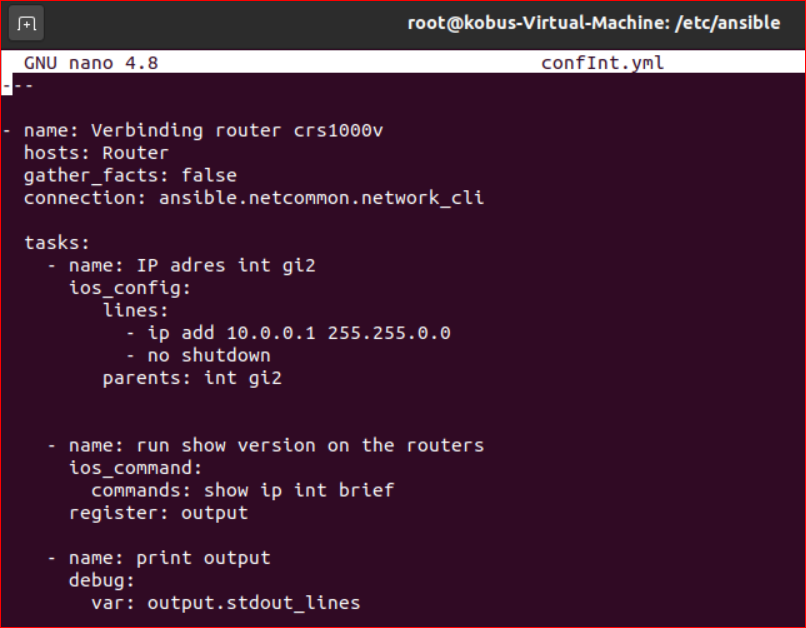 root@kobus-Virtual-Machine: /etc/ansible
GNU nano 4.8 confInt.yml
---
- name: Verbinding router crs1000v
  hosts: Router
  gather_facts: false
  connection: ansible.netcommon.network_cli

  tasks:
    - name: IP adres int gi2
      ios_config:
         lines:
           - ip add 10.0.0.1 255.255.0.0
           - no shutdown
         parents: int gi2

    - name: run show version on the routers
      ios_command:
        commands: show ip int brief
      register: output

    - name: print output
      debug:
        var: output.stdout_lines